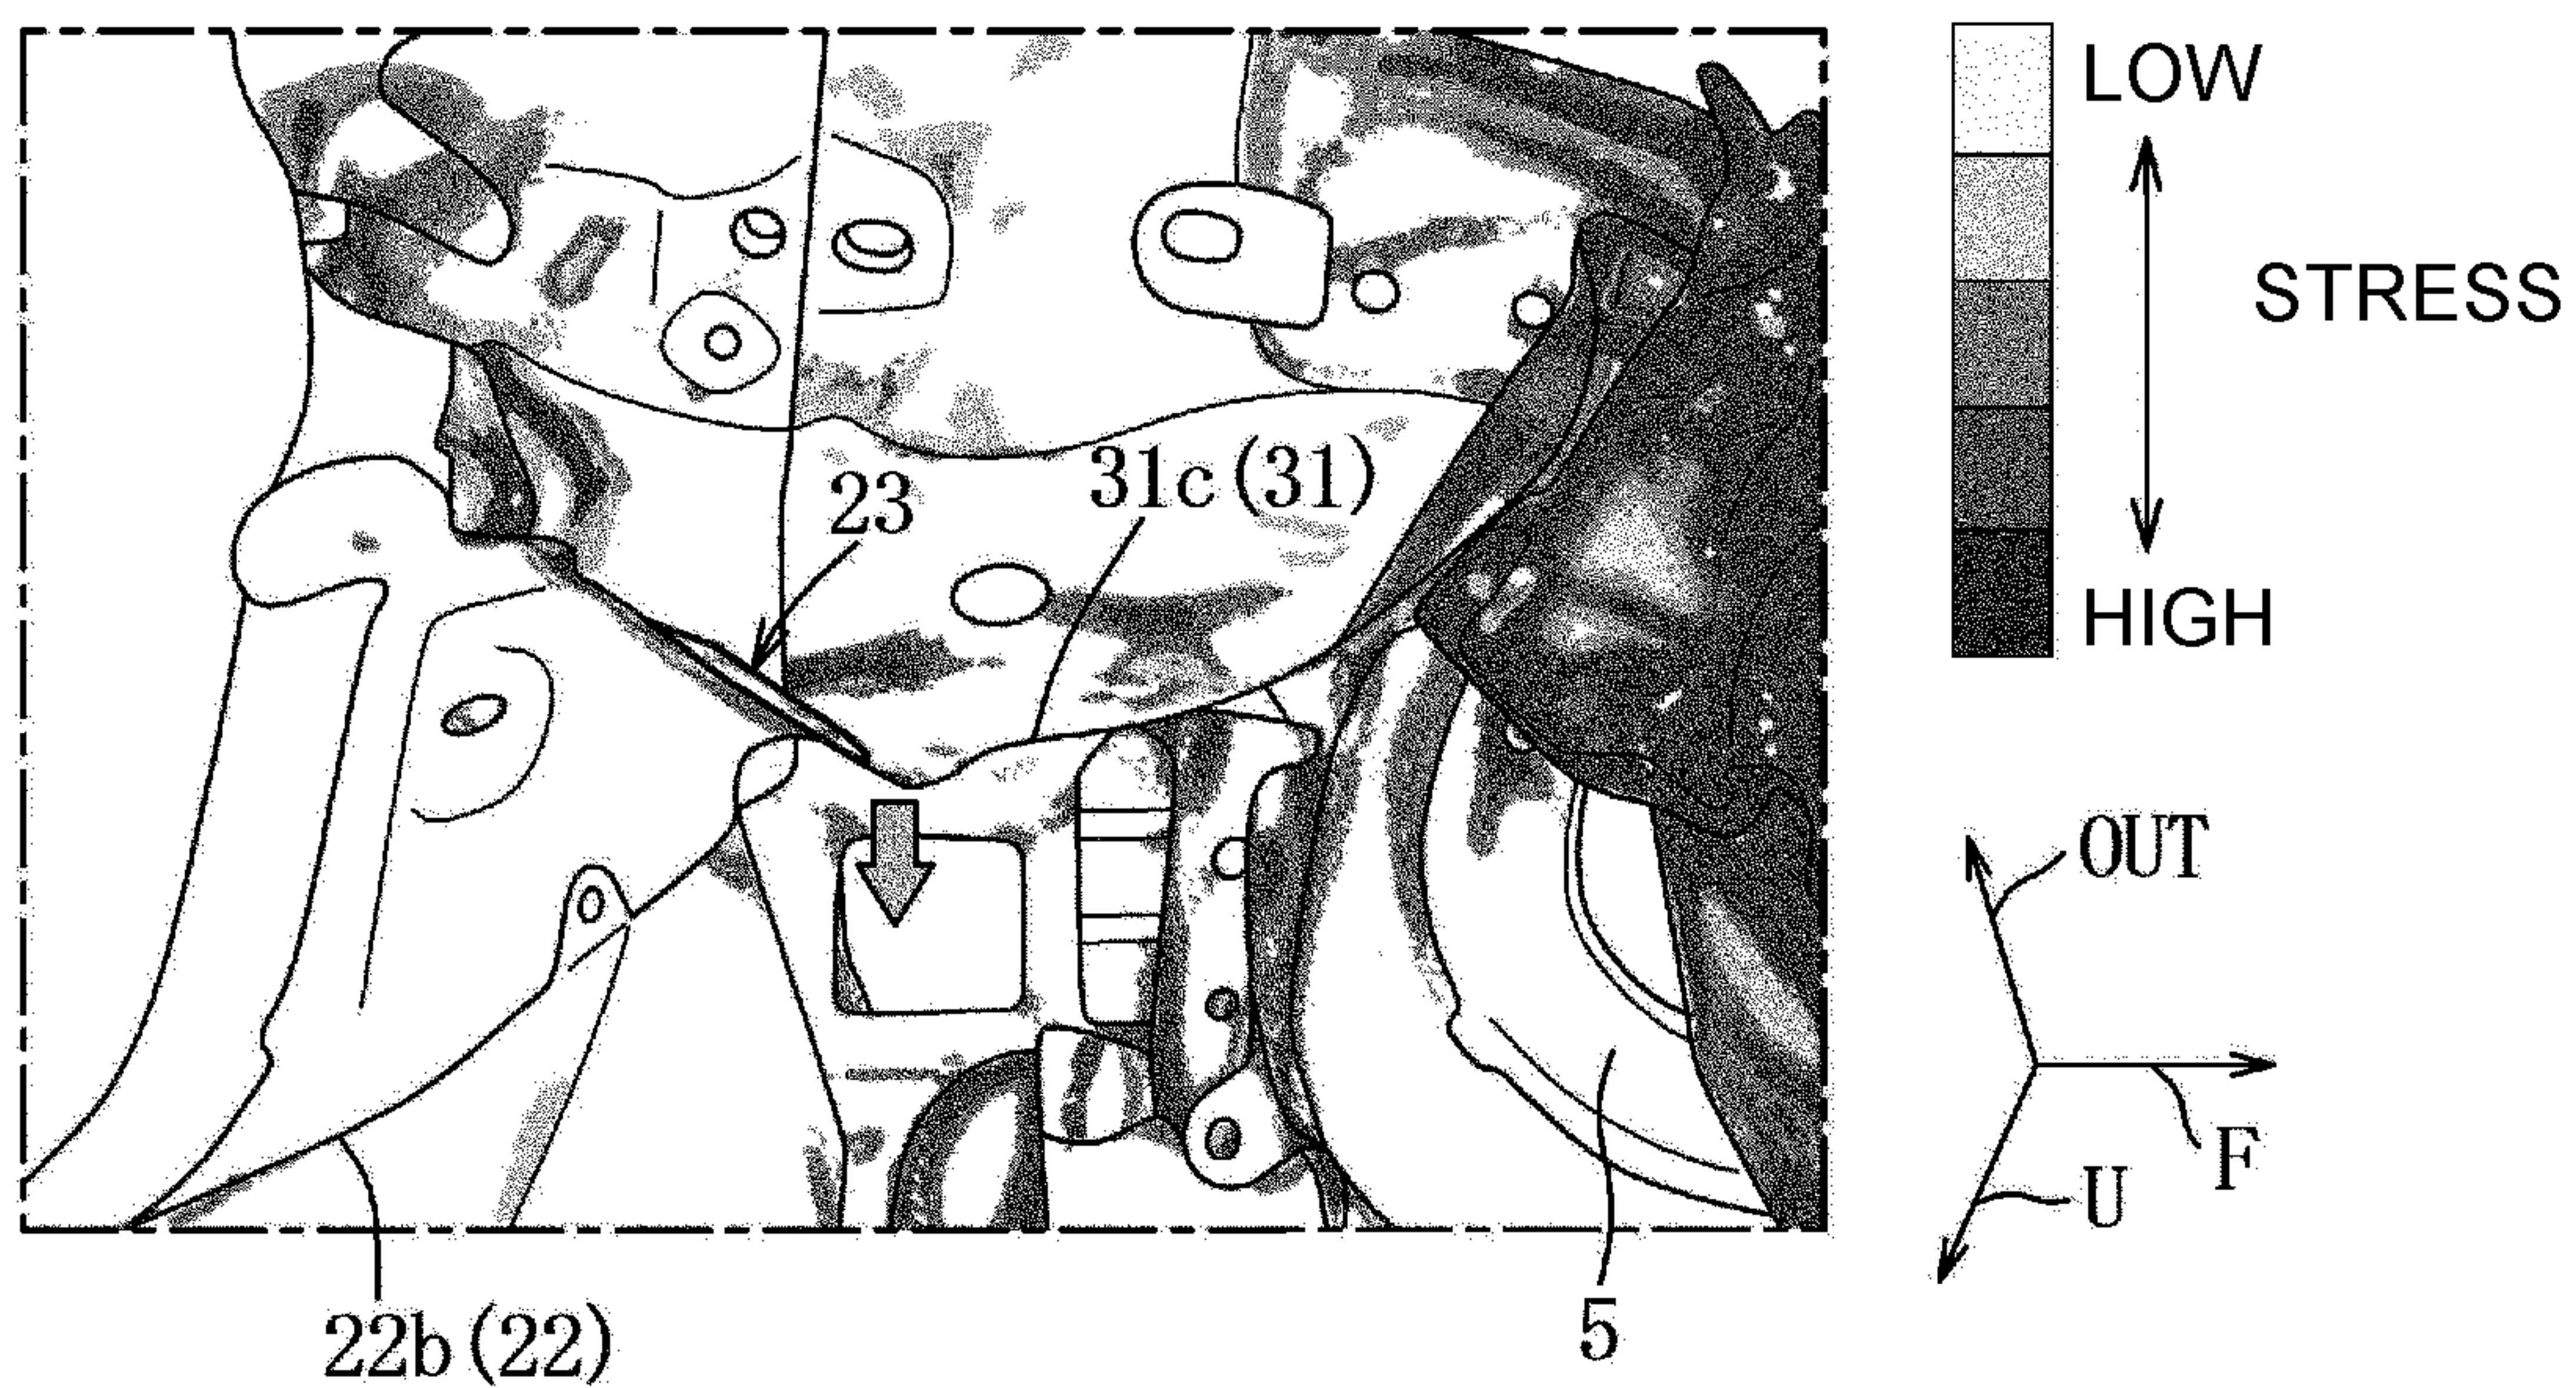 LOW
STRESS
HIGH
23
31c (31)
OUT
F
U
22b (22)
5